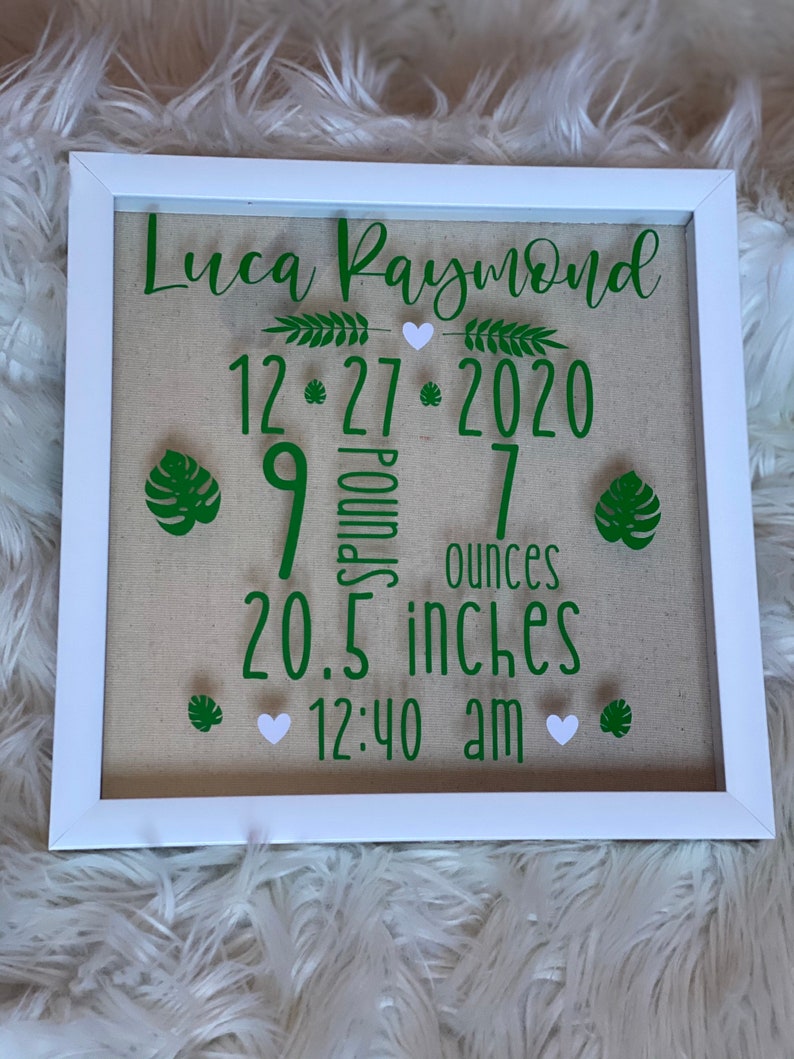 Luca Raymond
12 27 2020
9 Pounds 7 ounces
20.5 inches
12:40 am